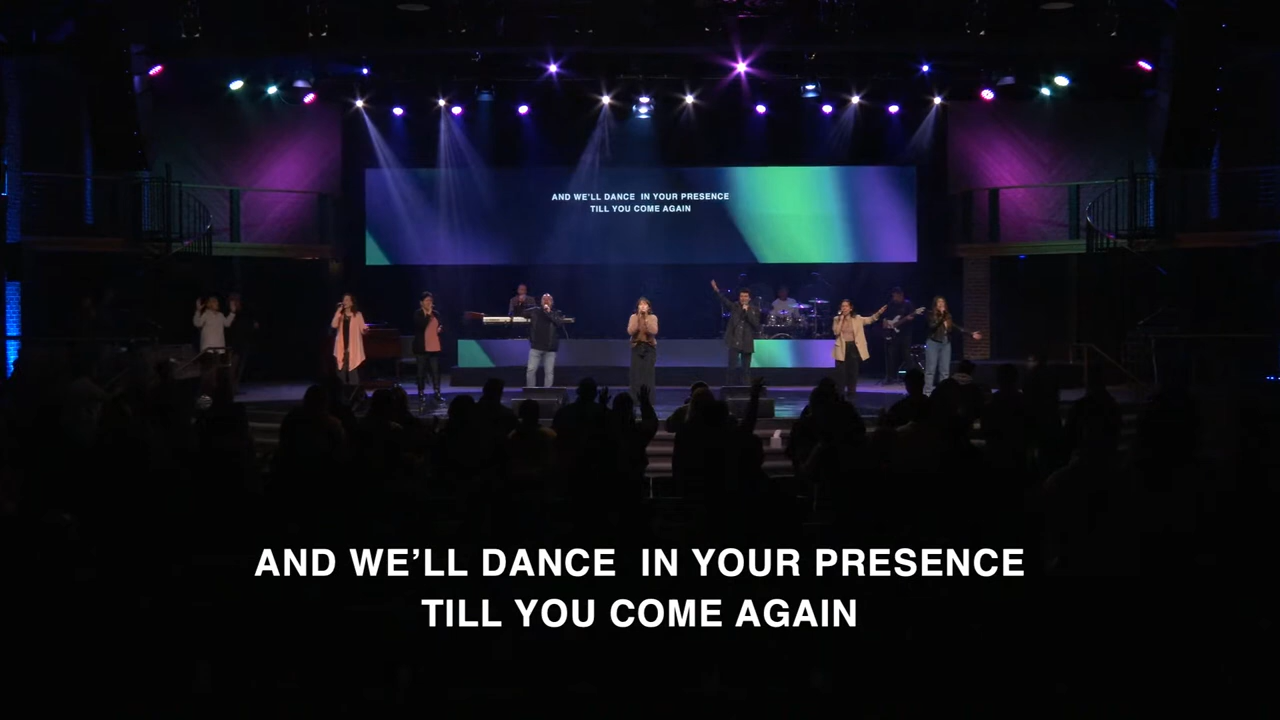 AND WE'LL DANCE  IN YOUR PRESENCE
TILL YOU COME AGAIN
AND WE’LL DANCE  IN YOUR PRESENCE
TILL YOU COME AGAIN